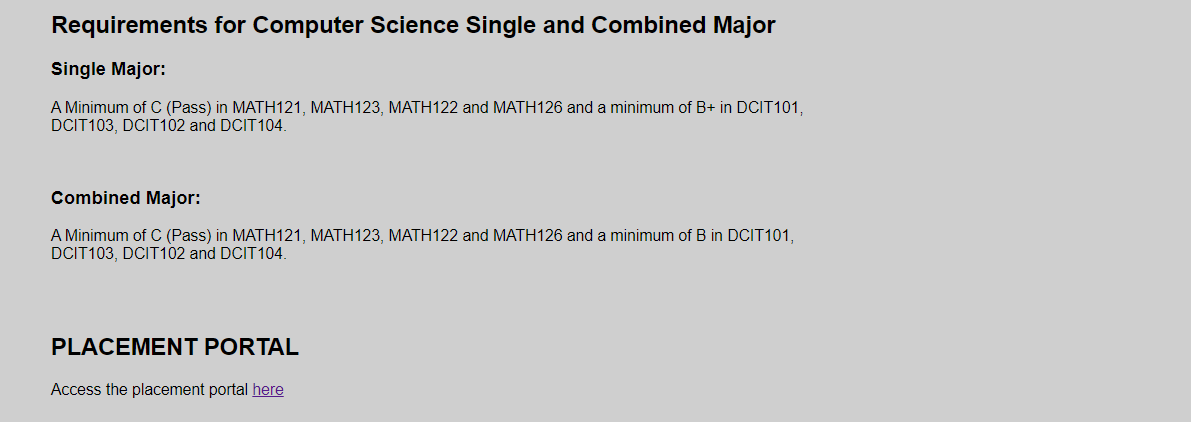 Requirements for Computer Science Single and Combined Major
Single Major:
A Minimum of C (Pass) in MATH121, MATH123, MATH122 and MATH126 and a minimum of B+ in DCIT101,
DCIT103, DCIT102 and DCIT104.
Combined Major:
A Minimum of C (Pass) in MATH121, MATH123, MATH122 and MATH126 and a minimum of B in DCIT101,
DCIT103, DCIT102 and DCIT104.
PLACEMENT PORTAL
Access the placement portal here